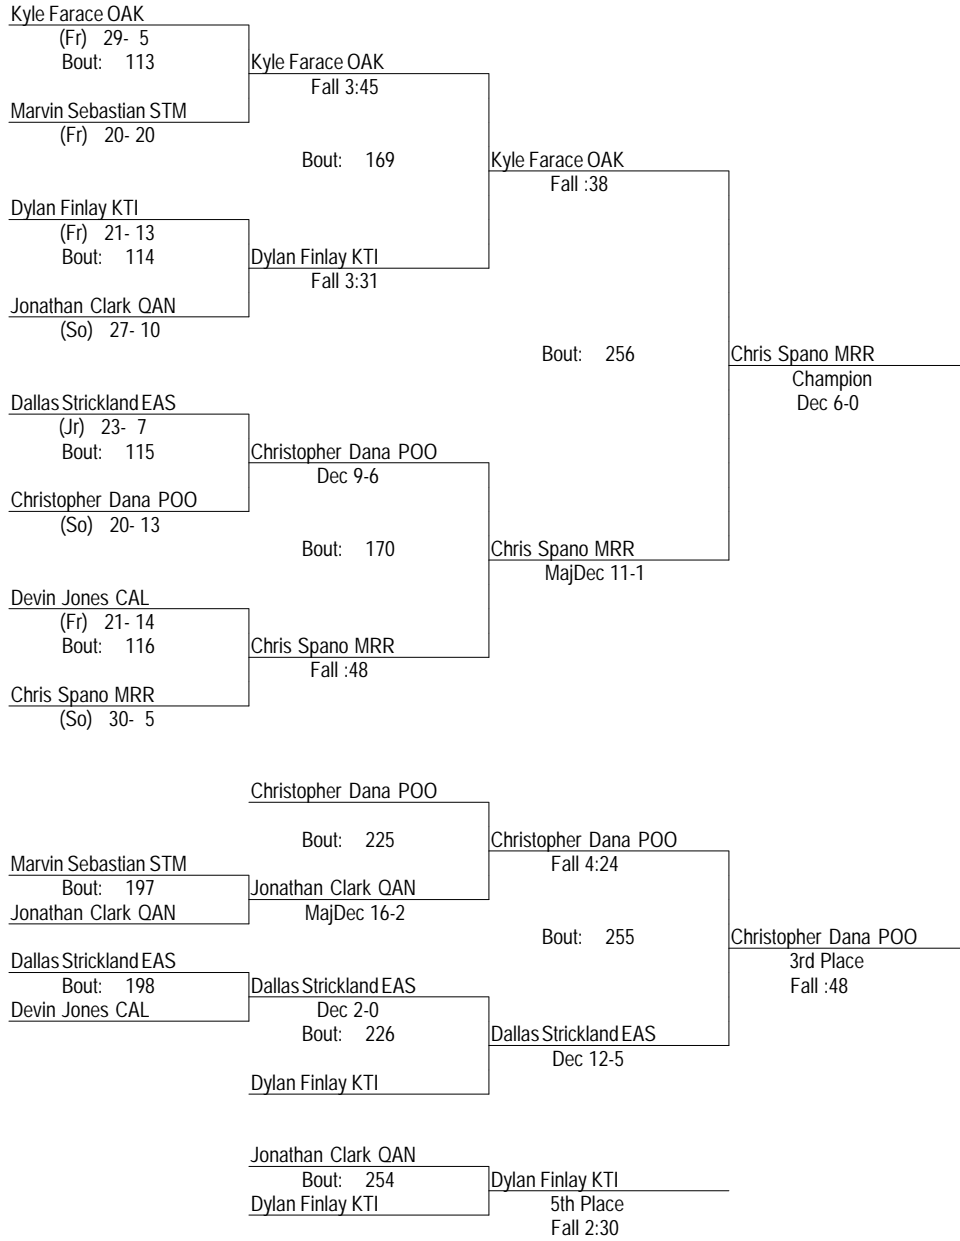 Kyle Farace OAK
(Fr) 29- 5
Bout: 113
Kyle Farace OAK
Fall 3:45
Marvin Sebastian STM
(Fr) 20- 20
Bout: 169
Kyle Farace OAK
Fall :38
Dylan Finlay KTI
(Fr) 21- 13
Bout: 114
Dylan Finlay KTI
Fall 3:31
Jonathan Clark QAN
(So) 27- 10
Bout: 256
Chris Spano MRR
Champion
Dec 6-0
Dallas Strickland EAS
(Jr) 23- 7
Bout: 115
Christopher Dana POO
Dec 9-6
Christopher Dana POO
(So) 20- 13
Bout: 170
Chris Spano MRR
MajDec 11-1
Devin Jones CAL
(Fr) 21- 14
Bout: 116
Chris Spano MRR
Fall :48
Chris Spano MRR
(So) 30- 5
Christopher Dana POO
Bout: 225
Christopher Dana POO
Fall 4:24
Marvin Sebastian STM
Bout: 197
Jonathan Clark QAN
Jonathan Clark QAN
MajDec 16-2
Bout: 255
Christopher Dana POO
3rd Place
Fall :48
Dallas Strickland EAS
Bout: 198
Devin Jones CAL
Dallas Strickland EAS
Dec 2-0
Bout: 226
Dallas Strickland EAS
Dec 12-5
Dylan Finlay KTI
Jonathan Clark QAN
Bout: 254
Dylan Finlay KTI
Dylan Finlay KTI
5th Place
Fall 2:30